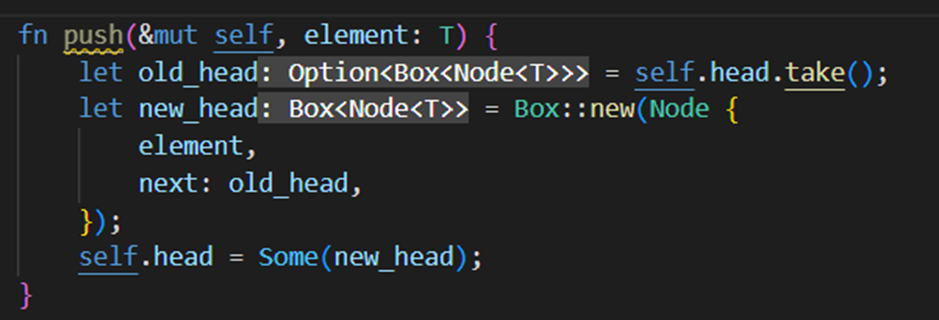 fn push(&mut self, element: T) {
    let old_head: Option<Box<Node<T>>> = self.head.take();
    let new_head: Box<Node<T>> = Box::new(Node {
        element,
        next: old_head,
    });
    self.head = Some(new_head);
}